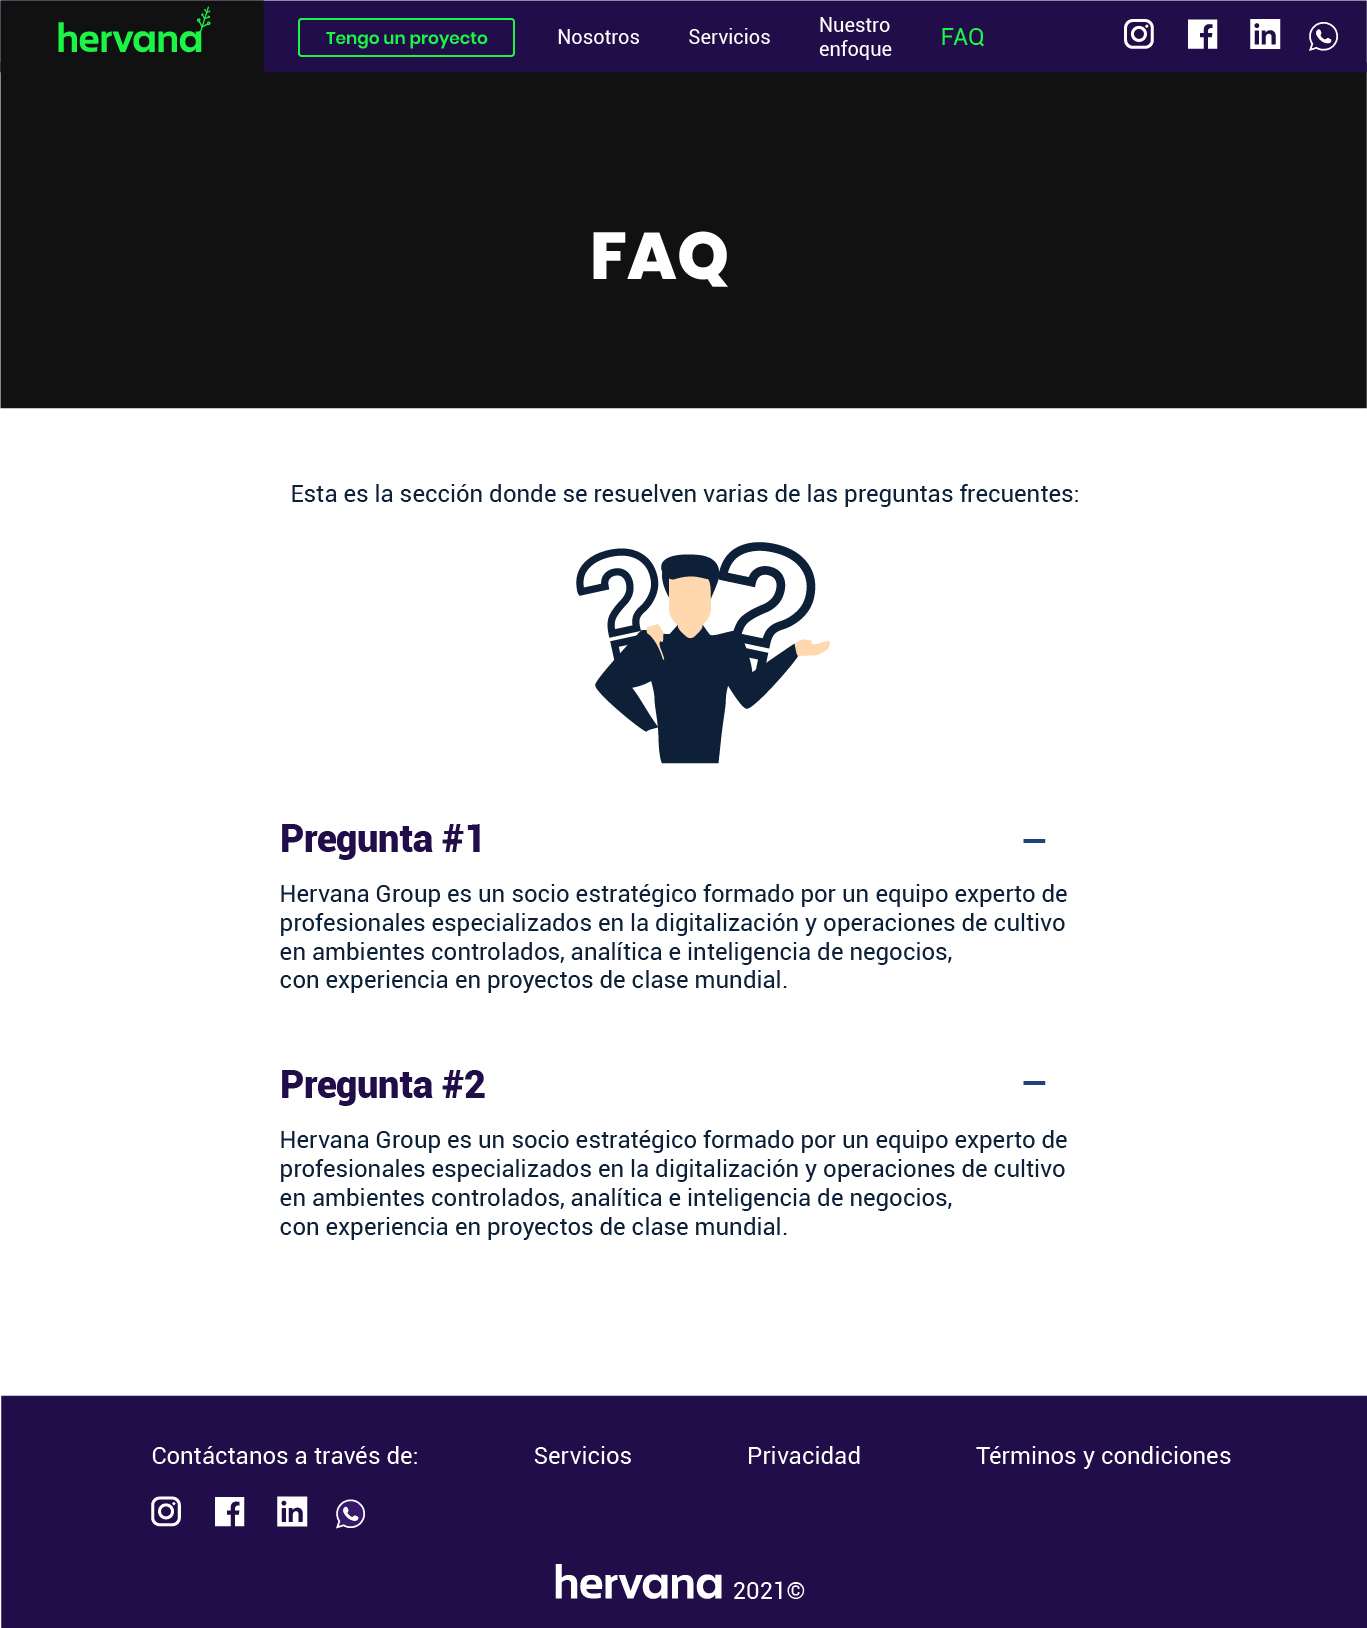 hervana
Tengo un proyecto
Nosotros
Servicios
Nuestro
enfoque
FAQ
FAQ
Esta es la sección donde se resuelven varias de las preguntas frecuentes:
Pregunta #1
Hervana Group es un socio estratégico formado por un equipo experto de
profesionales especializados en la digitalización y operaciones de cultivo
en ambientes controlados, analítica e inteligencia de negocios,
con experiencia en proyectos de clase mundial.
Pregunta #2
Hervana Group es un socio estratégico formado por un equipo experto de
profesionales especializados en la digitalización y operaciones de cultivo
en ambientes controlados, analítica e inteligencia de negocios,
con experiencia en proyectos de clase mundial.
Contáctanos a través de:
Servicios
Privacidad
Términos y condiciones
hervana 2021©